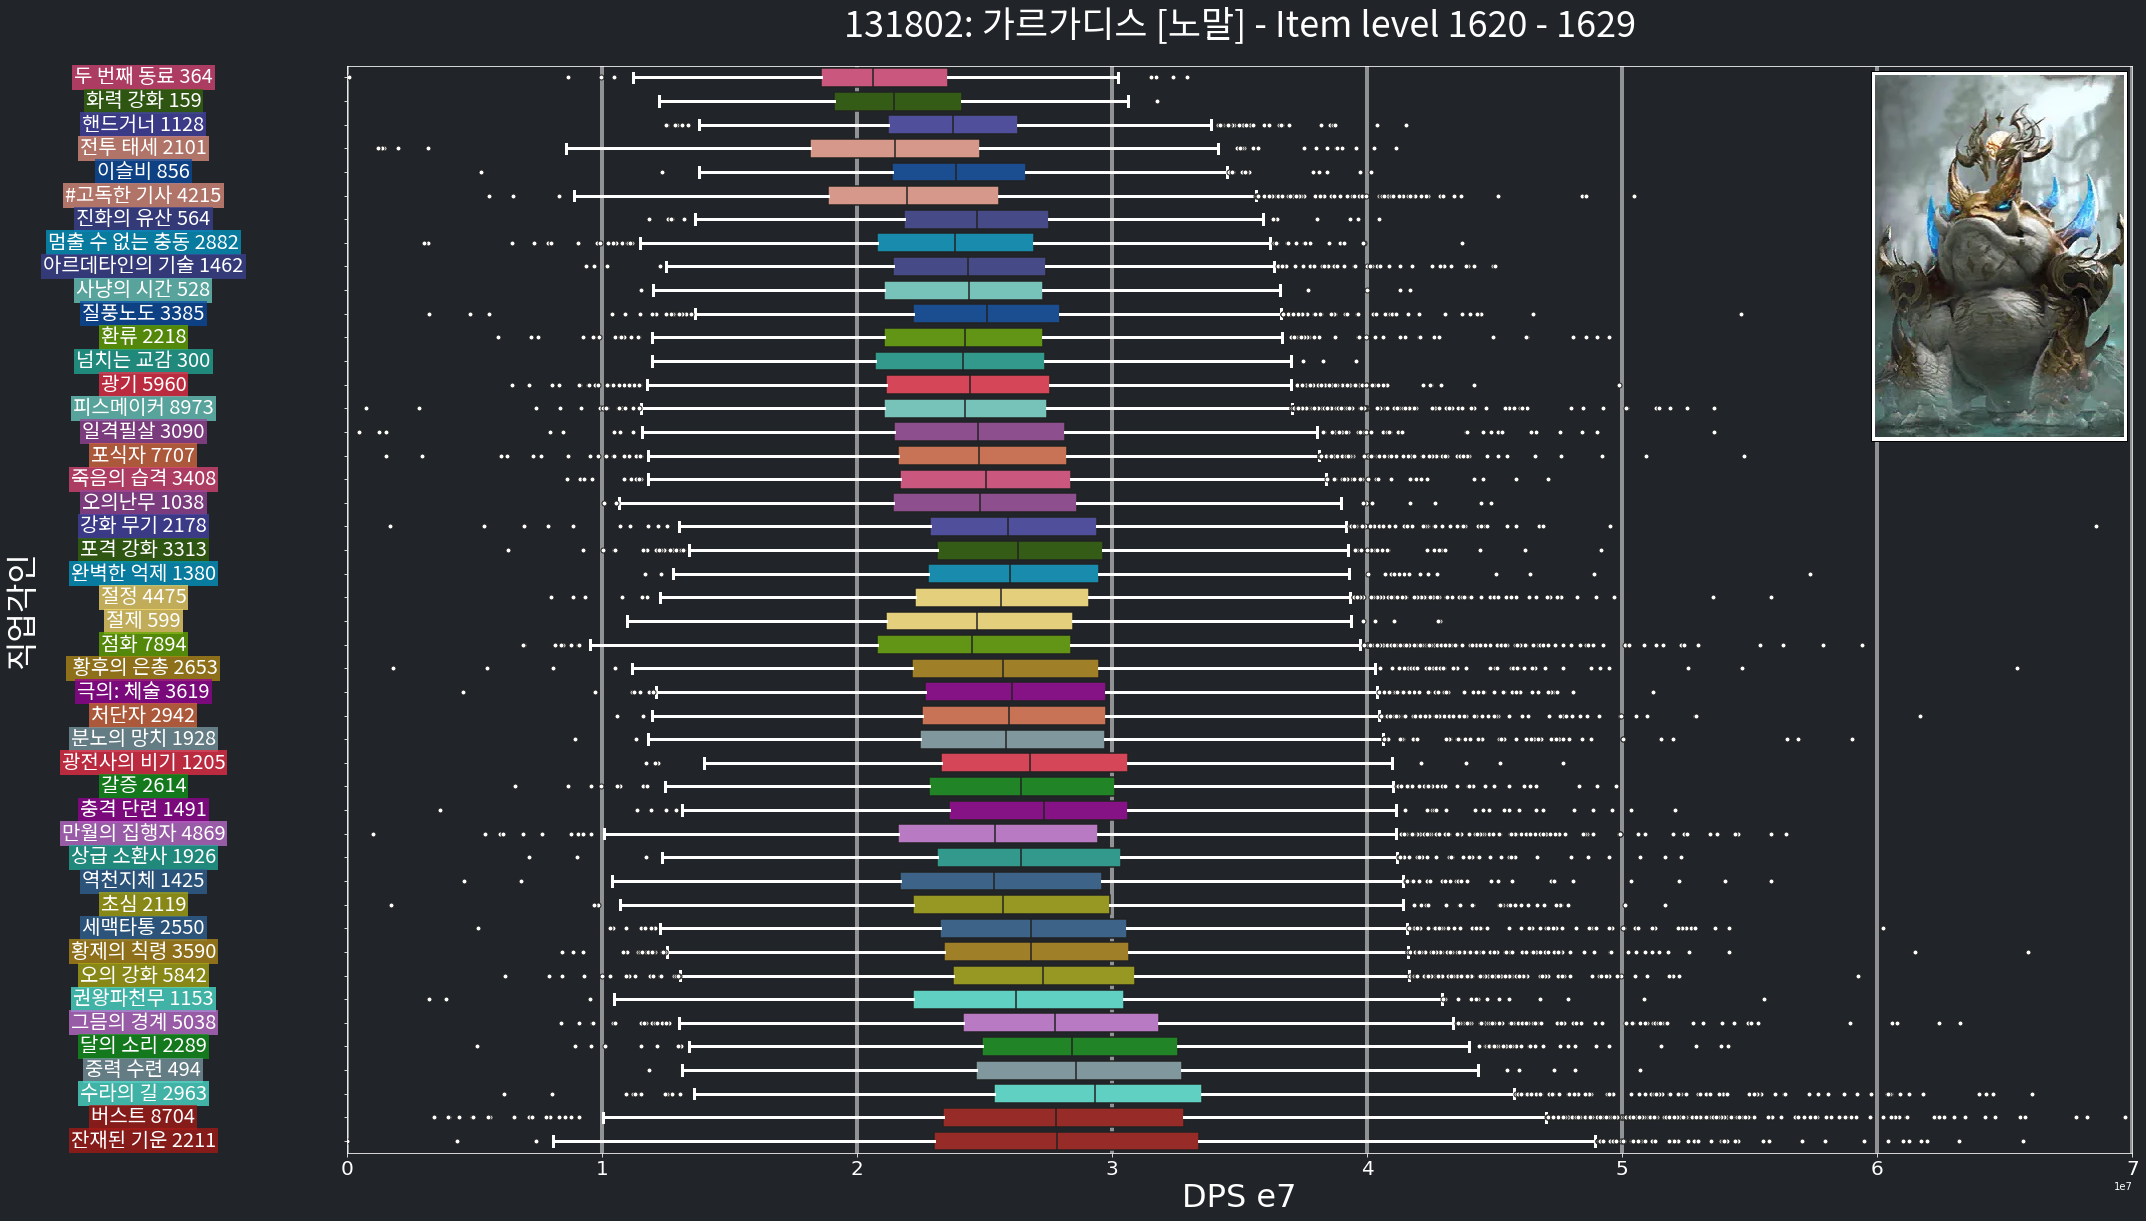 131802: 가르가디스 [노말] - Item level 1620 - 1629
직업각인
두 번째 동료 364
화력 강화 159
핸드거너 1128
전투 태세 2101
이슬비 856
#고독한 기사 4215
진화의 유산 564
멈출 수 없는 충동 2882
아르데타인의 기술 1462
사냥의 시간 528
질풍노도 3385
환류 2218
넘치는 교감 300
광기 5960
피스메이커 8973
일격필살 3090
포식자 7707
죽음의 습격 3408
오의난무 1038
강화 무기 2178
포격 강화 3313
완벽한 억제 1380
절정 4475
절제 599
점화 7894
황후의 은총 2653
극의: 체술 3619
처단자 2942
분노의 망치 1928
광전사의 비기 1205
갈증 2614
충격 단련 1491
만월의 집행자 4869
상급 소환사 1926
역천지체 1425
초심 2119
세맥타통 2550
황제의 칙령 3590
오의 강화 5842
권왕파천무 1153
그믐의 경계 5038
달의 소리 2289
중력 수련 494
수라의 길 2963
버스트 8704
잔재된 기운 2211
0 1 2 3 4 5 6 7
1e7
DPS e7